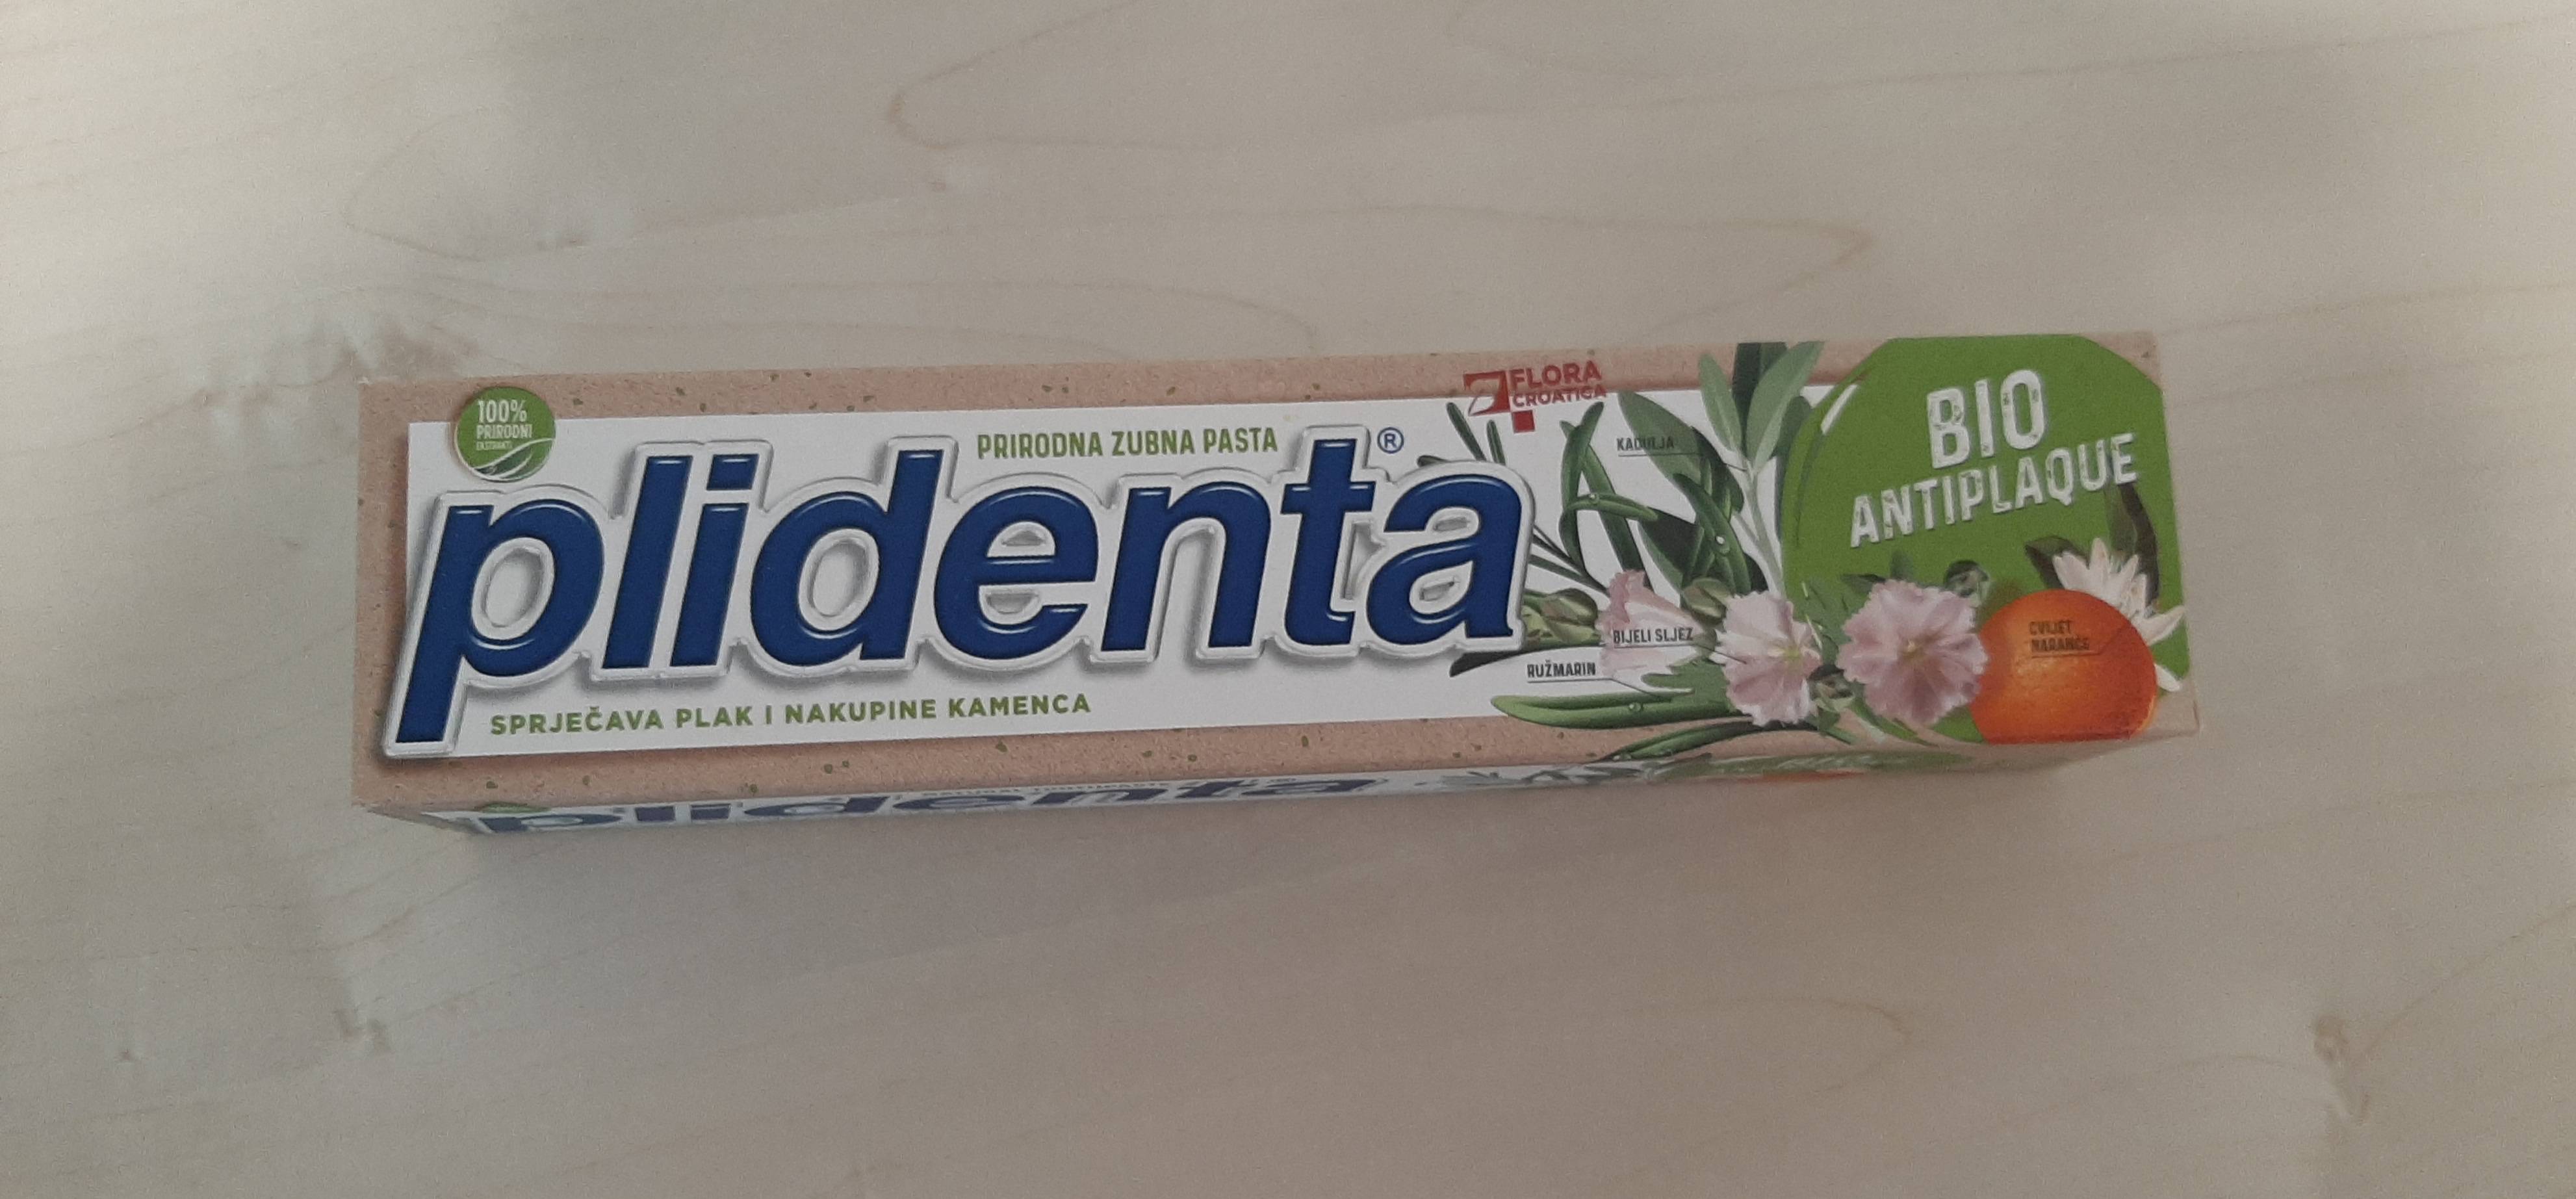 100%
PRIRODNI
EKSTRAKTI
PRIRODNA ZUBNA PASTA
plidenta®
SPRJEČAVA PLAK I NAKUPINE KAMENCA
FLORA
CROATICA
KADULJA
BIJELI SLJEZ
RUŽMARIN
BIO
ANTIPLAQUE
CVIJET
NARANČE
plidenta